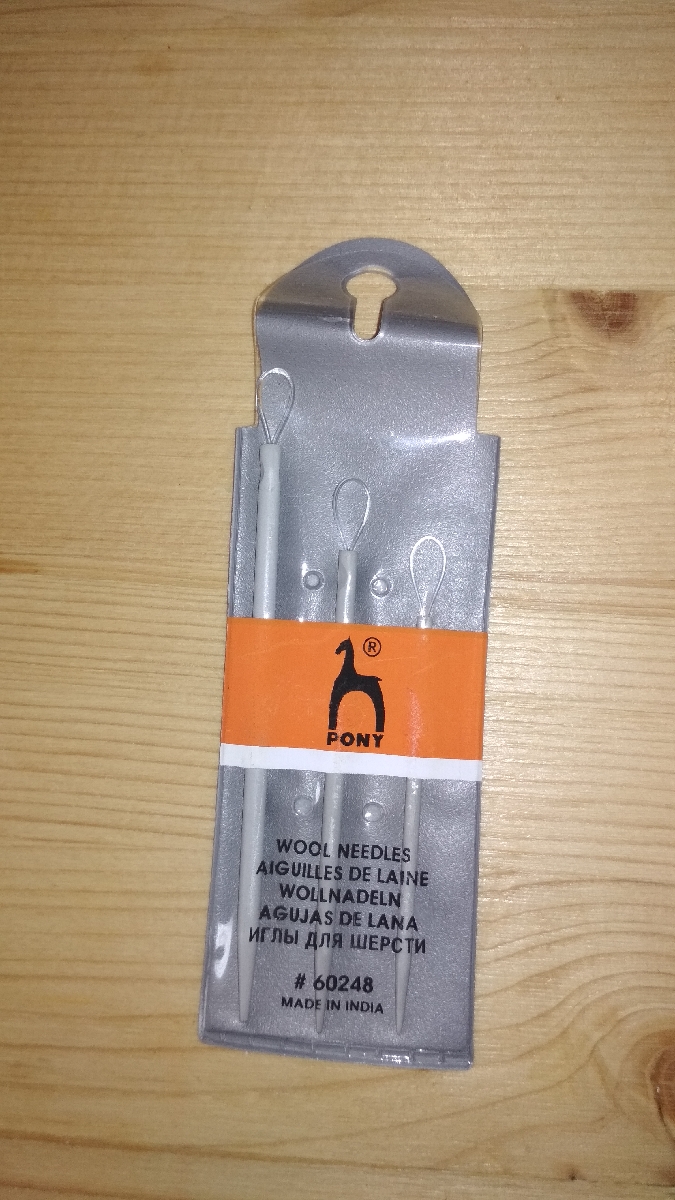 ®
PONY
WOOL NEEDLES
AIGUILLES DE LAINE
WOLLNADELN
AGUJAS DE LANA
ИГЛЫ ДЛЯ ШЕРСТИ
# 60248
MADE IN INDIA